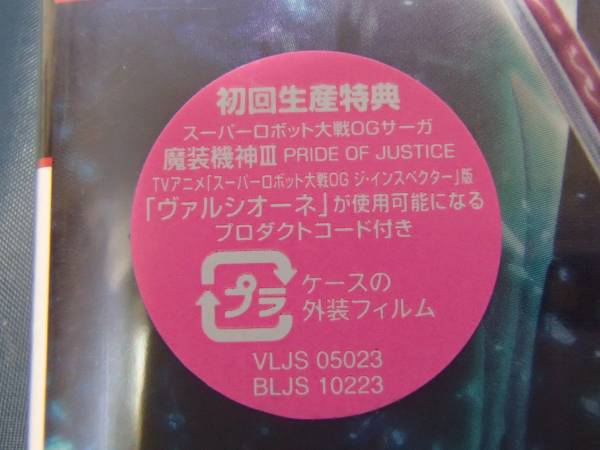 初回生産特典
スーパーロボット大戦OGサーガ
魔装機神Ⅲ PRIDE OF JUSTICE
TVアニメ「スーパーロボット大戦OG ジ・インスペクター」版
「ヴァルシオーネ」が使用可能になる
プロダクトコード付き
プラ
ケースの
外装フィルム
VLJS 05023
BLJS 10223